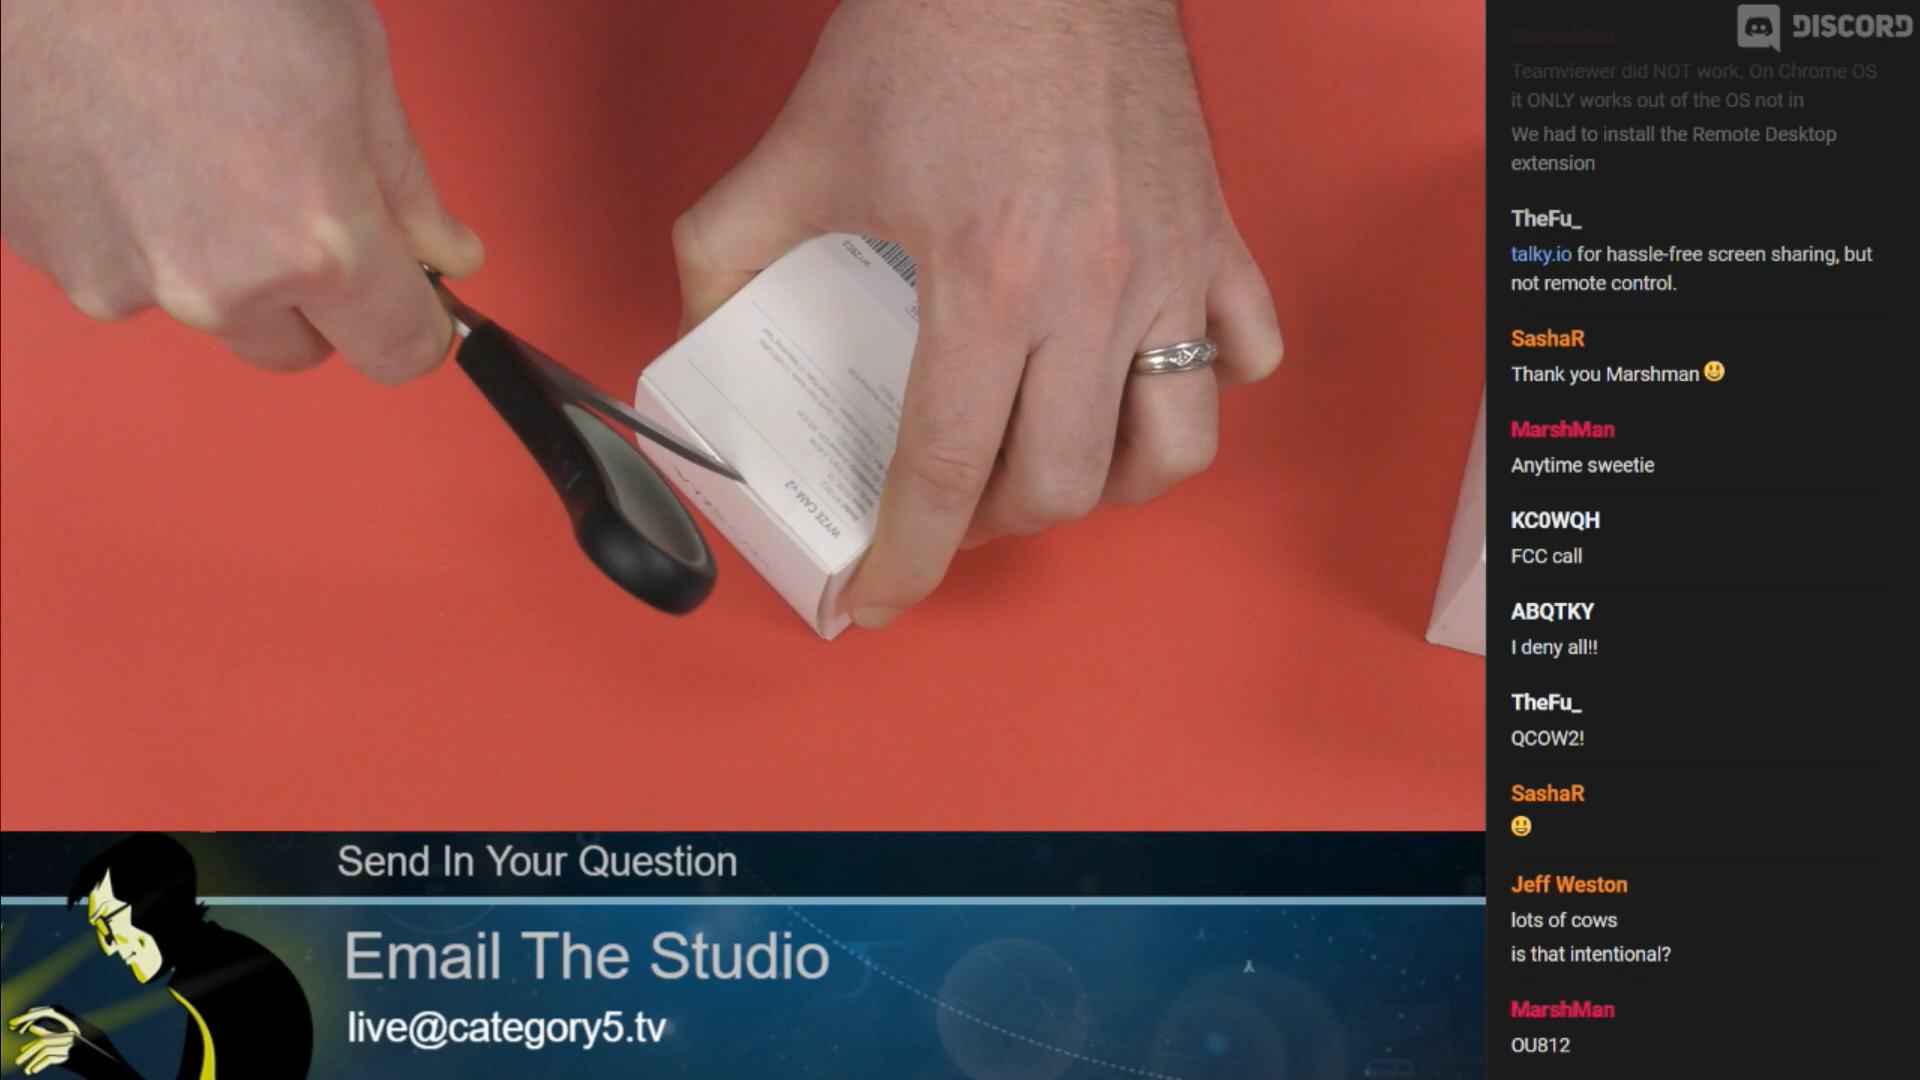 DISCORD
MarshMan
Teamviewer did NOT work. On Chrome OS
it ONLY works out of the OS not in
We had to install the Remote Desktop
extension
TheFu_
talky.io for hassle-free screen sharing, but
not remote control.
SashaR
Thank you Marshman 😃
MarshMan
Anytime sweetie
KC0WQH
FCC call
ABQTKY
I deny all!!
TheFu_
QCOW2!
SashaR
😃
Jeff Weston
lots of cows
is that intentional?
MarshMan
OU812
WYZEC2
WYZE CAM v2
Send In Your Question
Email The Studio
live@category5.tv